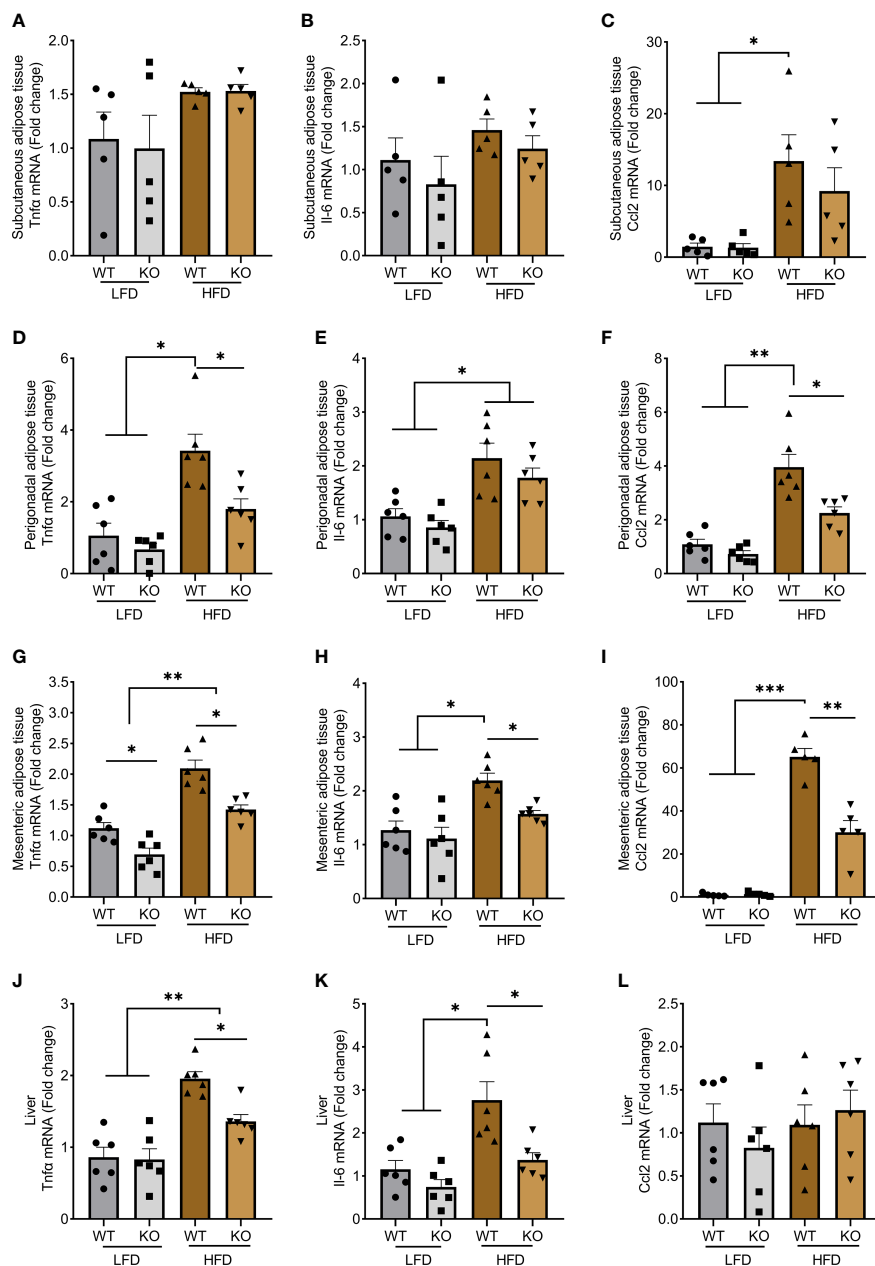 A
Subcutaneous adipose tissue
Tnfα mRNA (Fold change)
2.0
1.5
1.0
0.5
0.0
WT KO WT KO
LFD HFD
B
Subcutaneous adipose tissue
Il-6 mRNA (Fold change)
2.5
2.0
1.5
1.0
0.5
0.0
WT KO WT KO
LFD HFD
C
Subcutaneous adipose tissue
Ccl2 mRNA (Fold change)
30
20
10
0
*
WT KO WT KO
LFD HFD
D
Perigonadal adipose tissue
Tnfα mRNA (Fold change)
6
4
2
0
*
*
WT KO WT KO
LFD HFD
E
Perigonadal adipose tissue
Il-6 mRNA (Fold change)
4
3
2
1
0
*
WT KO WT KO
LFD HFD
F
Perigonadal adipose tissue
Ccl2 mRNA (Fold change)
8
6
4
2
0
**
*
WT KO WT KO
LFD HFD
G
Mesenteric adipose tissue
Tnfα mRNA (Fold change)
3.5
3.0
2.5
2.0
1.5
1.0
0.5
0.0
**
*
*
WT KO WT KO
LFD HFD
H
Mesenteric adipose tissue
Il-6 mRNA (Fold change)
4
3
2
1
0
*
*
WT KO WT KO
LFD HFD
I
Mesenteric adipose tissue
Ccl2 mRNA (Fold change)
100
80
60
40
20
0
***
**
WT KO WT KO
LFD HFD
J
Liver
Tnfα mRNA (Fold change)
3
2
1
0
**
*
WT KO WT KO
LFD HFD
K
Liver
Il-6 mRNA (Fold change)
5
4
3
2
1
0
*
*
WT KO WT KO
LFD HFD
L
Liver
Ccl2 mRNA (Fold change)
2.5
2.0
1.5
1.0
0.5
0.0
WT KO WT KO
LFD HFD